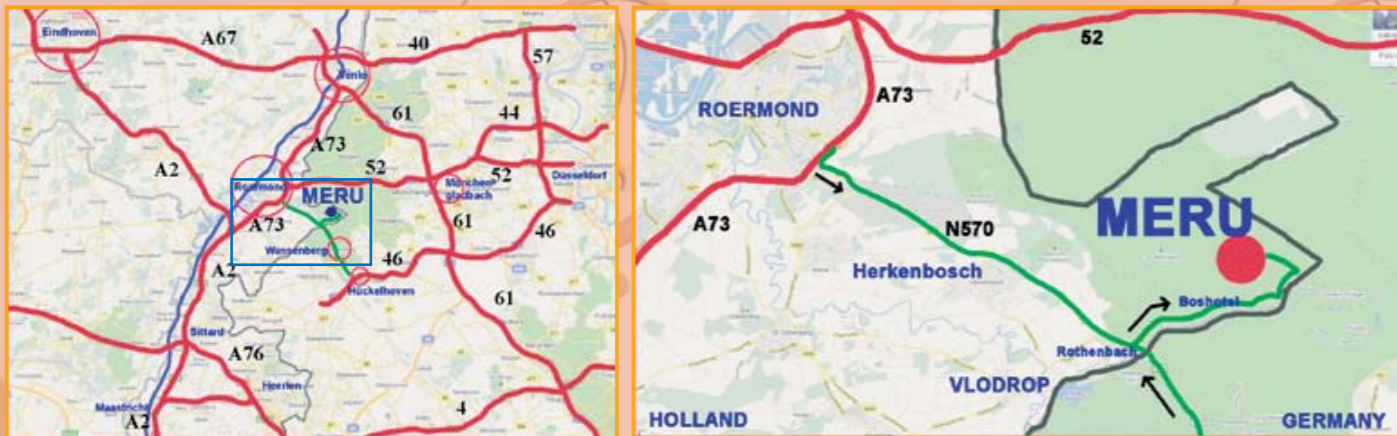 Eindhoven
A67
40
57
Venlo
61
44
A73
A2
52
52
Roermond
MERU
Mönchen-
gladbach
Düsseldorf
A73
61
46
Wassenberg
46
A2
Hückelhoven
61
Sittard
A76
Heerlen
Maastricht
A2
4
52
A73
ROERMOND
A73
N570
MERU
Herkenbosch
Boshotel
Rothenbach
VLODROP
HOLLAND
GERMANY